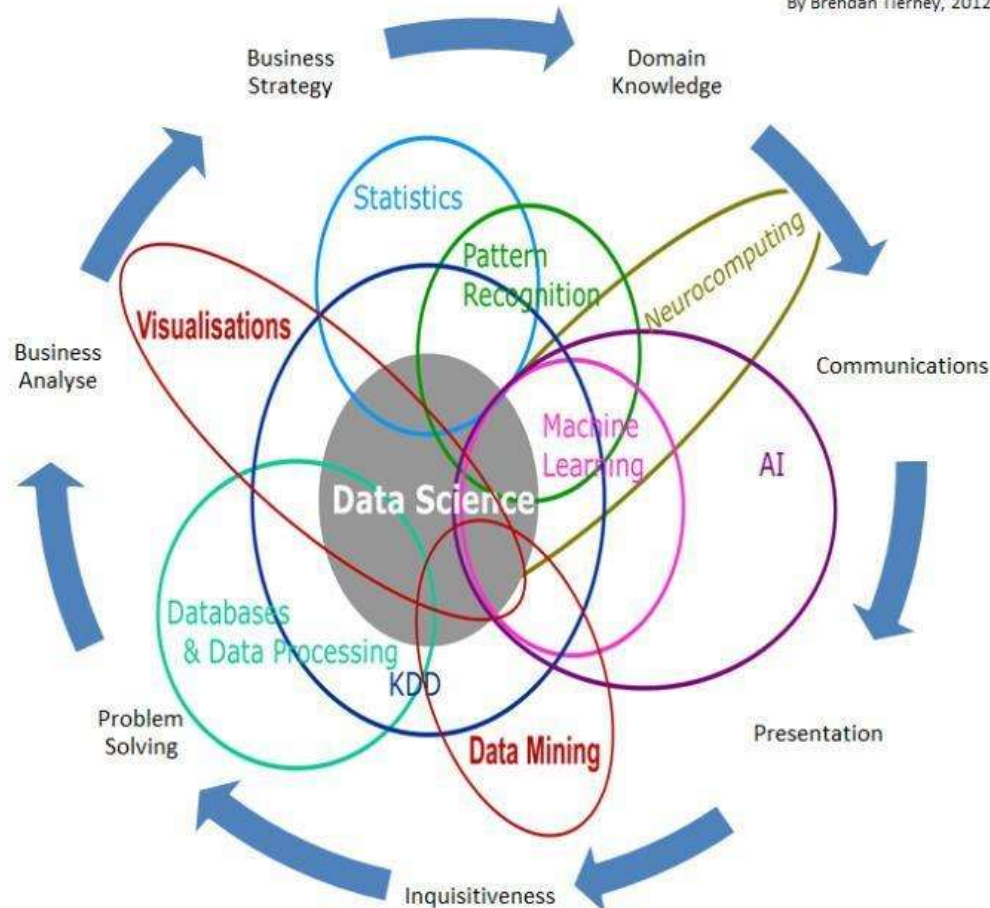 By Brendan Tierney, 2012
Business
Strategy
Domain
Knowledge
Statistics
Pattern
Recognition
Neurocomputing
Visualisations
Business
Analyse
Communications
Machine
Learning
AI
Data Science
Databases
& Data Processing
KDD
Problem
Solving
Presentation
Data Mining
Inquisitiveness